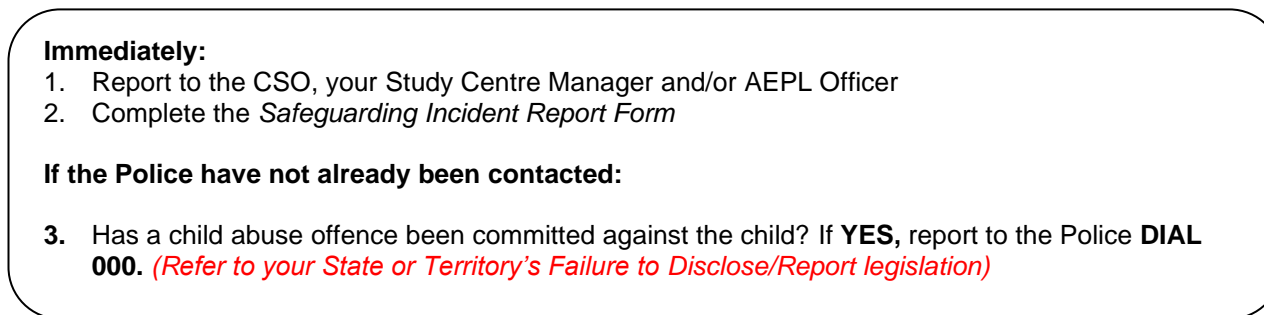 Immediately:
1. Report to the CSO, your Study Centre Manager and/or AEPL Officer
2. Complete the Safeguarding Incident Report Form
If the Police have not already been contacted:
3. Has a child abuse offence been committed against the child? If YES, report to the Police DIAL
000. (Refer to your State or Territory's Failure to Disclose/Report legislation)